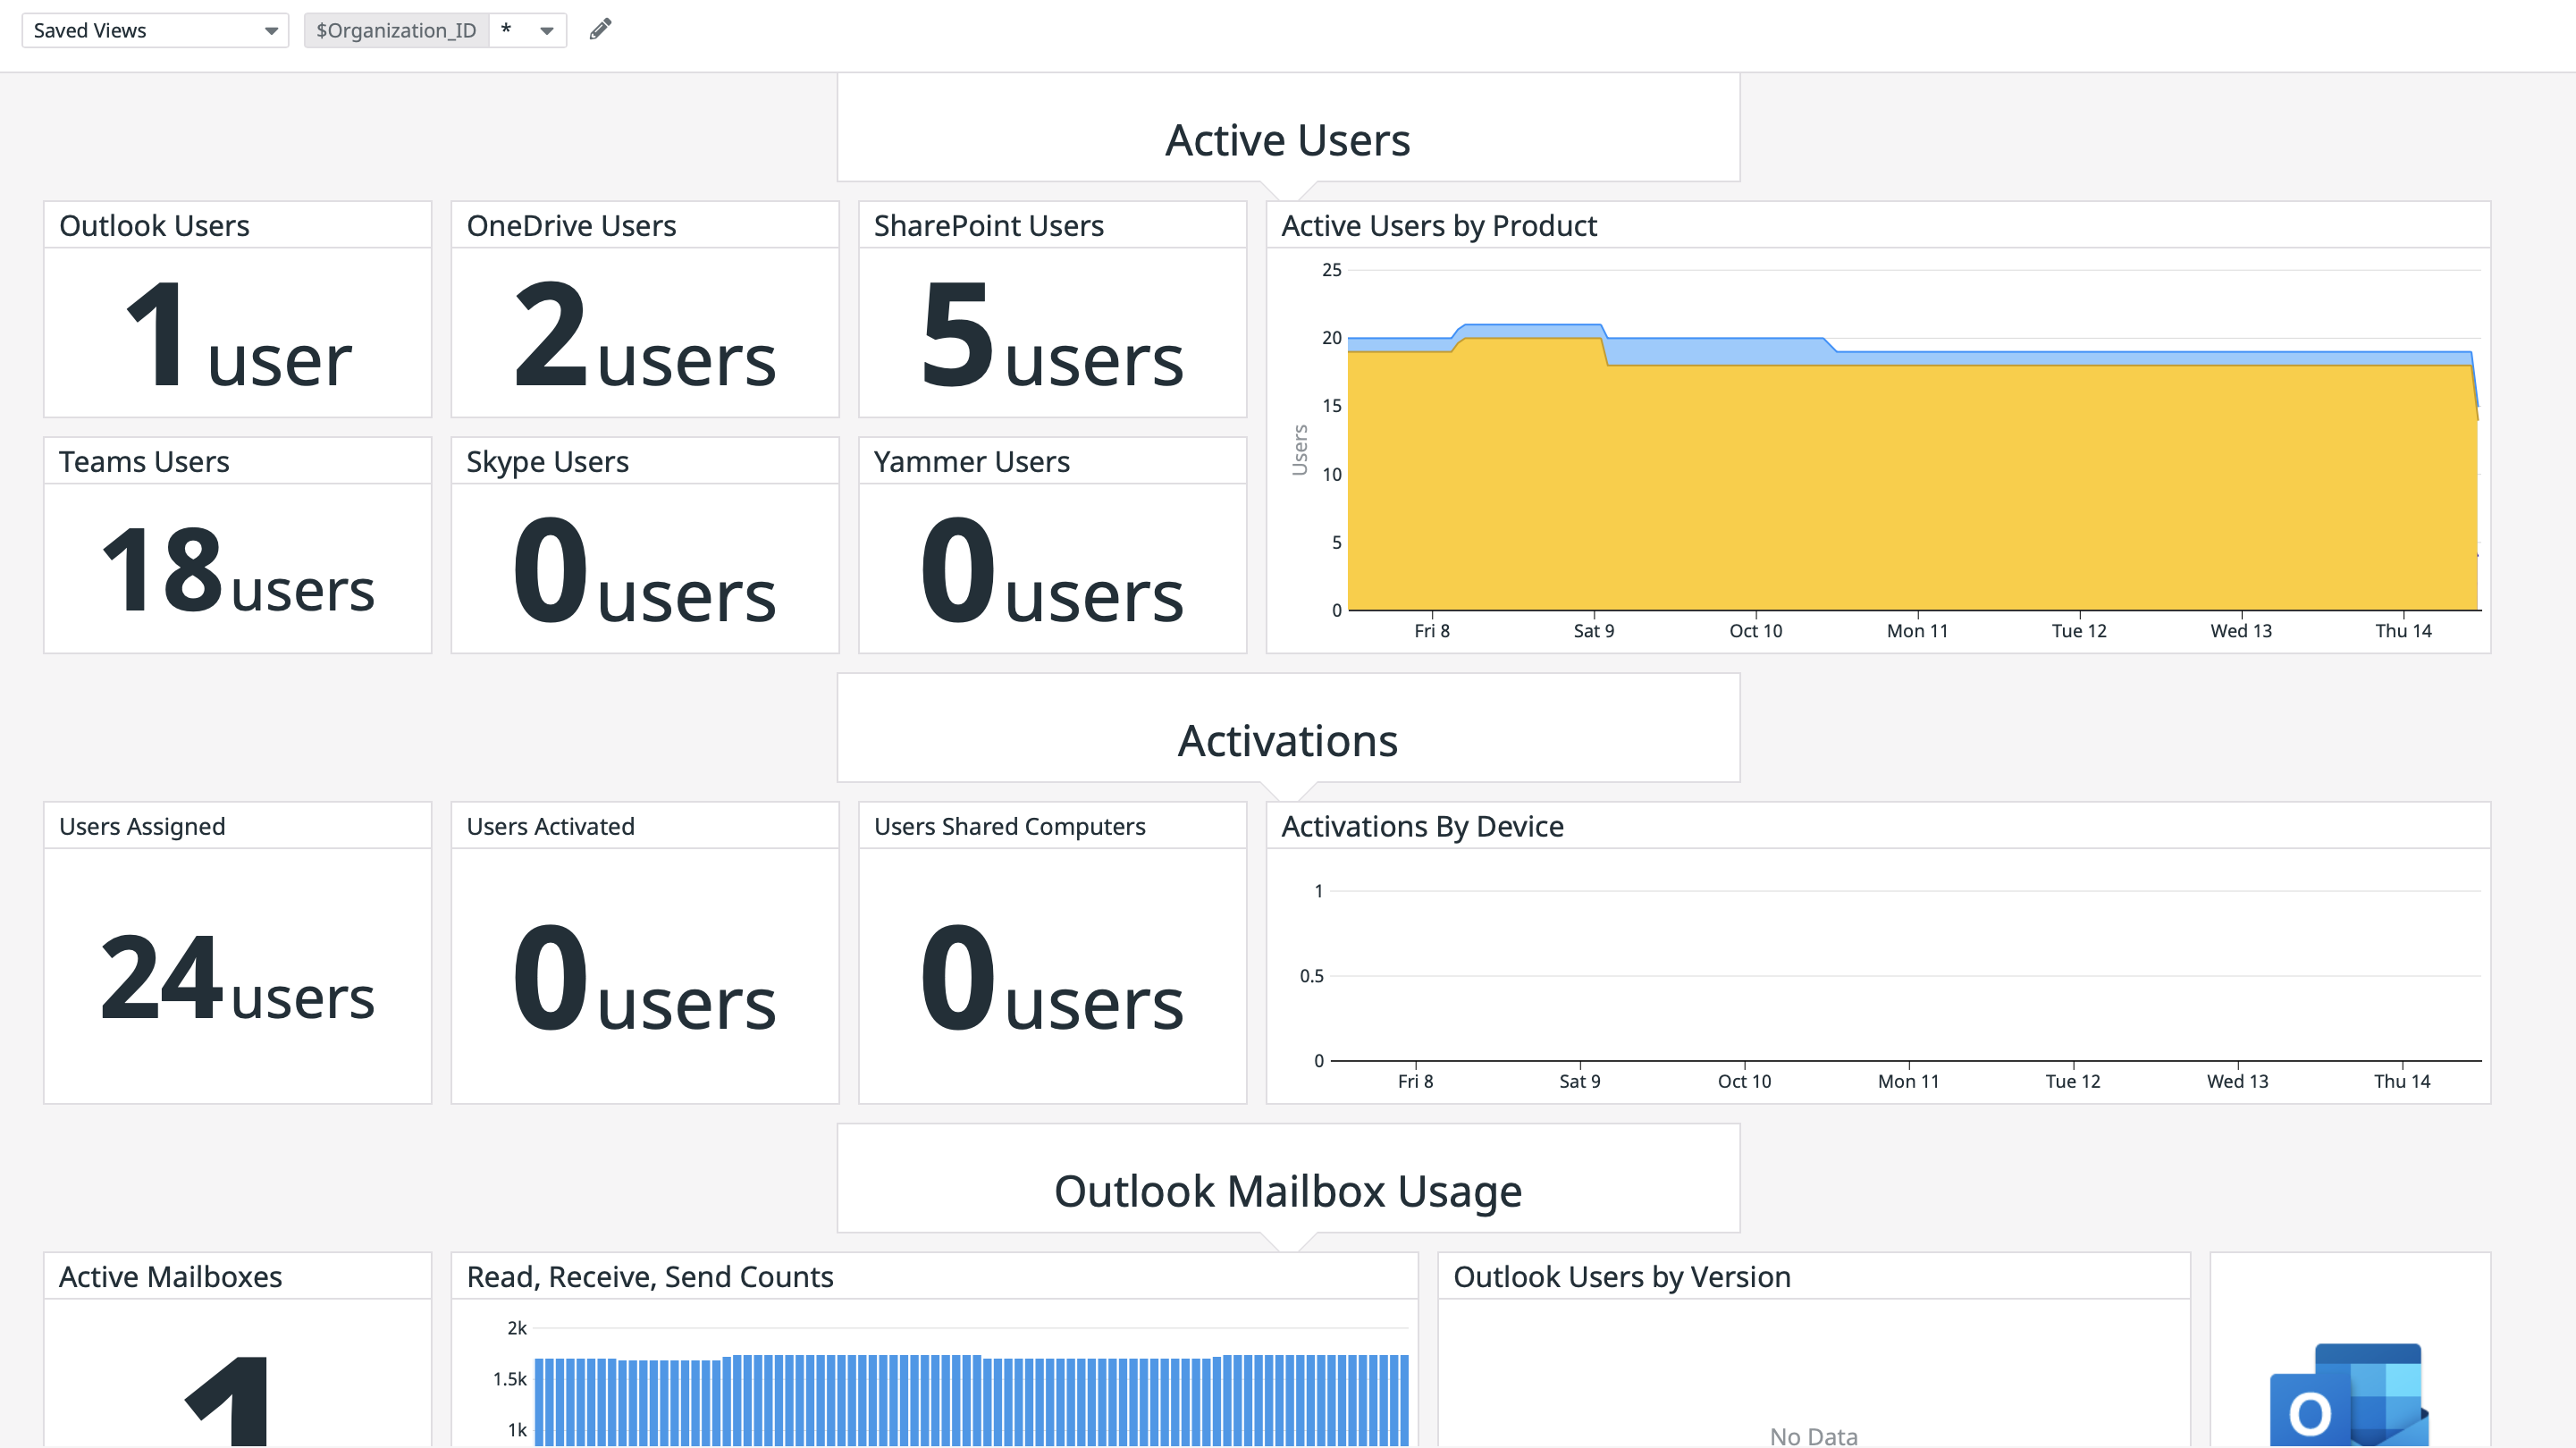 Saved Views
$Organization_ID *
Active Users
Outlook Users
1 user
OneDrive Users
2 users
SharePoint Users
5 users
Active Users by Product
25
20
15
10
5
0
Users
Fri 8 Sat 9 Oct 10 Mon 11 Tue 12 Wed 13 Thu 14
Teams Users
18 users
Skype Users
0 users
Yammer Users
0 users
Activations
Users Assigned
24 users
Users Activated
0 users
Users Shared Computers
0 users
Activations By Device
1
0.5
0
Fri 8 Sat 9 Oct 10 Mon 11 Tue 12 Wed 13 Thu 14
Outlook Mailbox Usage
Active Mailboxes
1
Read, Receive, Send Counts
2k
1.5k
1k
Outlook Users by Version
No Data
O